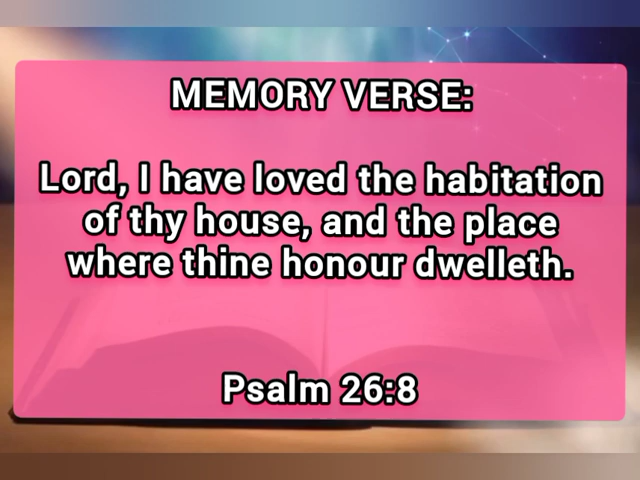 MEMORY VERSE:
Lord, I have loved the habitation
of thy house, and the place
where thine honour dwelleth.
Psalm 26:8